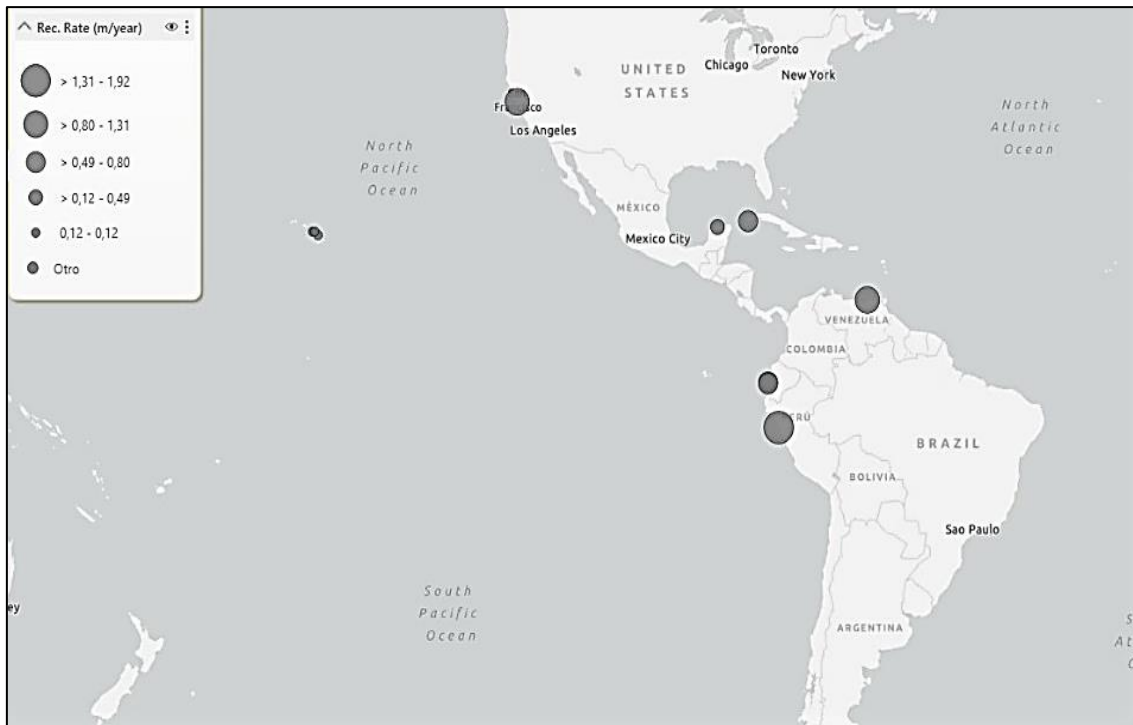 Rec. Rate (m/year)
> 1,31 - 1,92
> 0,80 - 1,31
> 0,49 - 0,80
> 0,12 - 0,49
0,12 - 0,12
Otro
UNITED
STATES
Toronto
Chicago
New York
Los Angeles
North
Pacific
Ocean
North
Atlantic
Ocean
MÉXICO
Mexico City
VENEZUELA
COLOMBIA
BRAZIL
BOLIVIA
Sao Paulo
South
Pacific
Ocean
ARGENTINA
ey